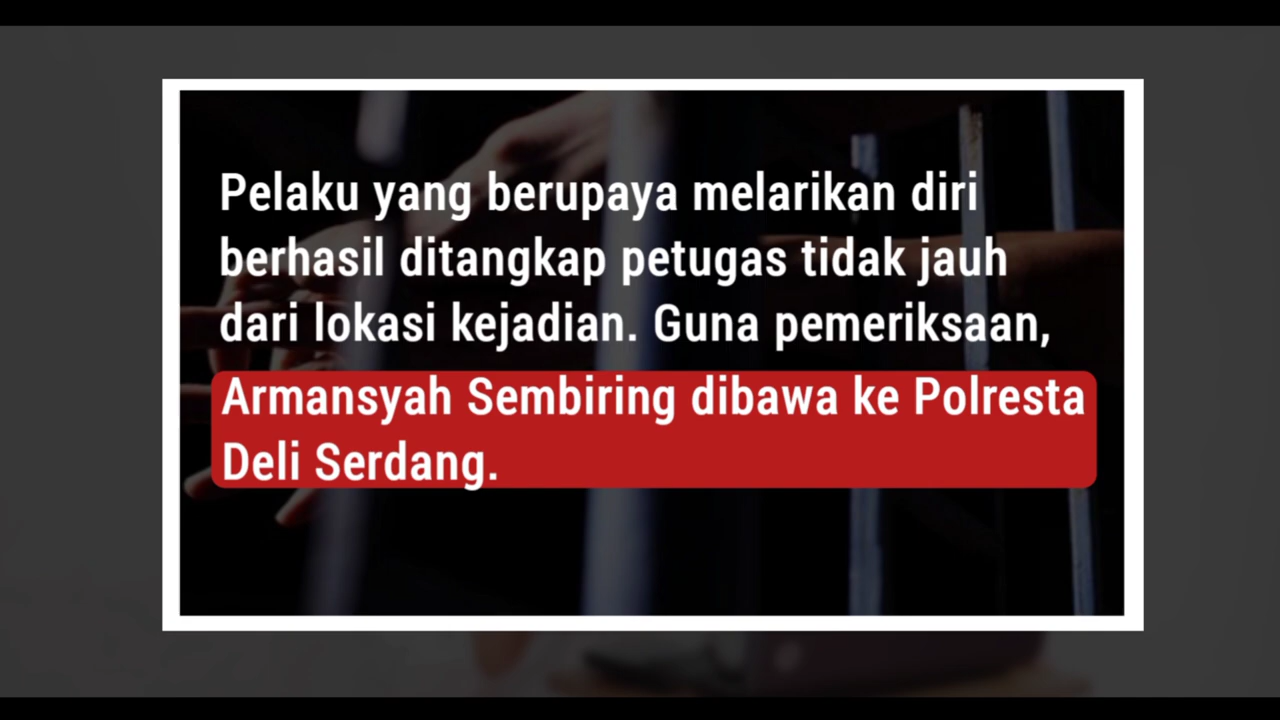 Pelaku yang berupaya melarikan diri
berhasil ditangkap petugas tidak jauh
dari lokasi kejadian. Guna pemeriksaan,
Armansyah Sembiring dibawa ke Polresta
Deli Serdang.